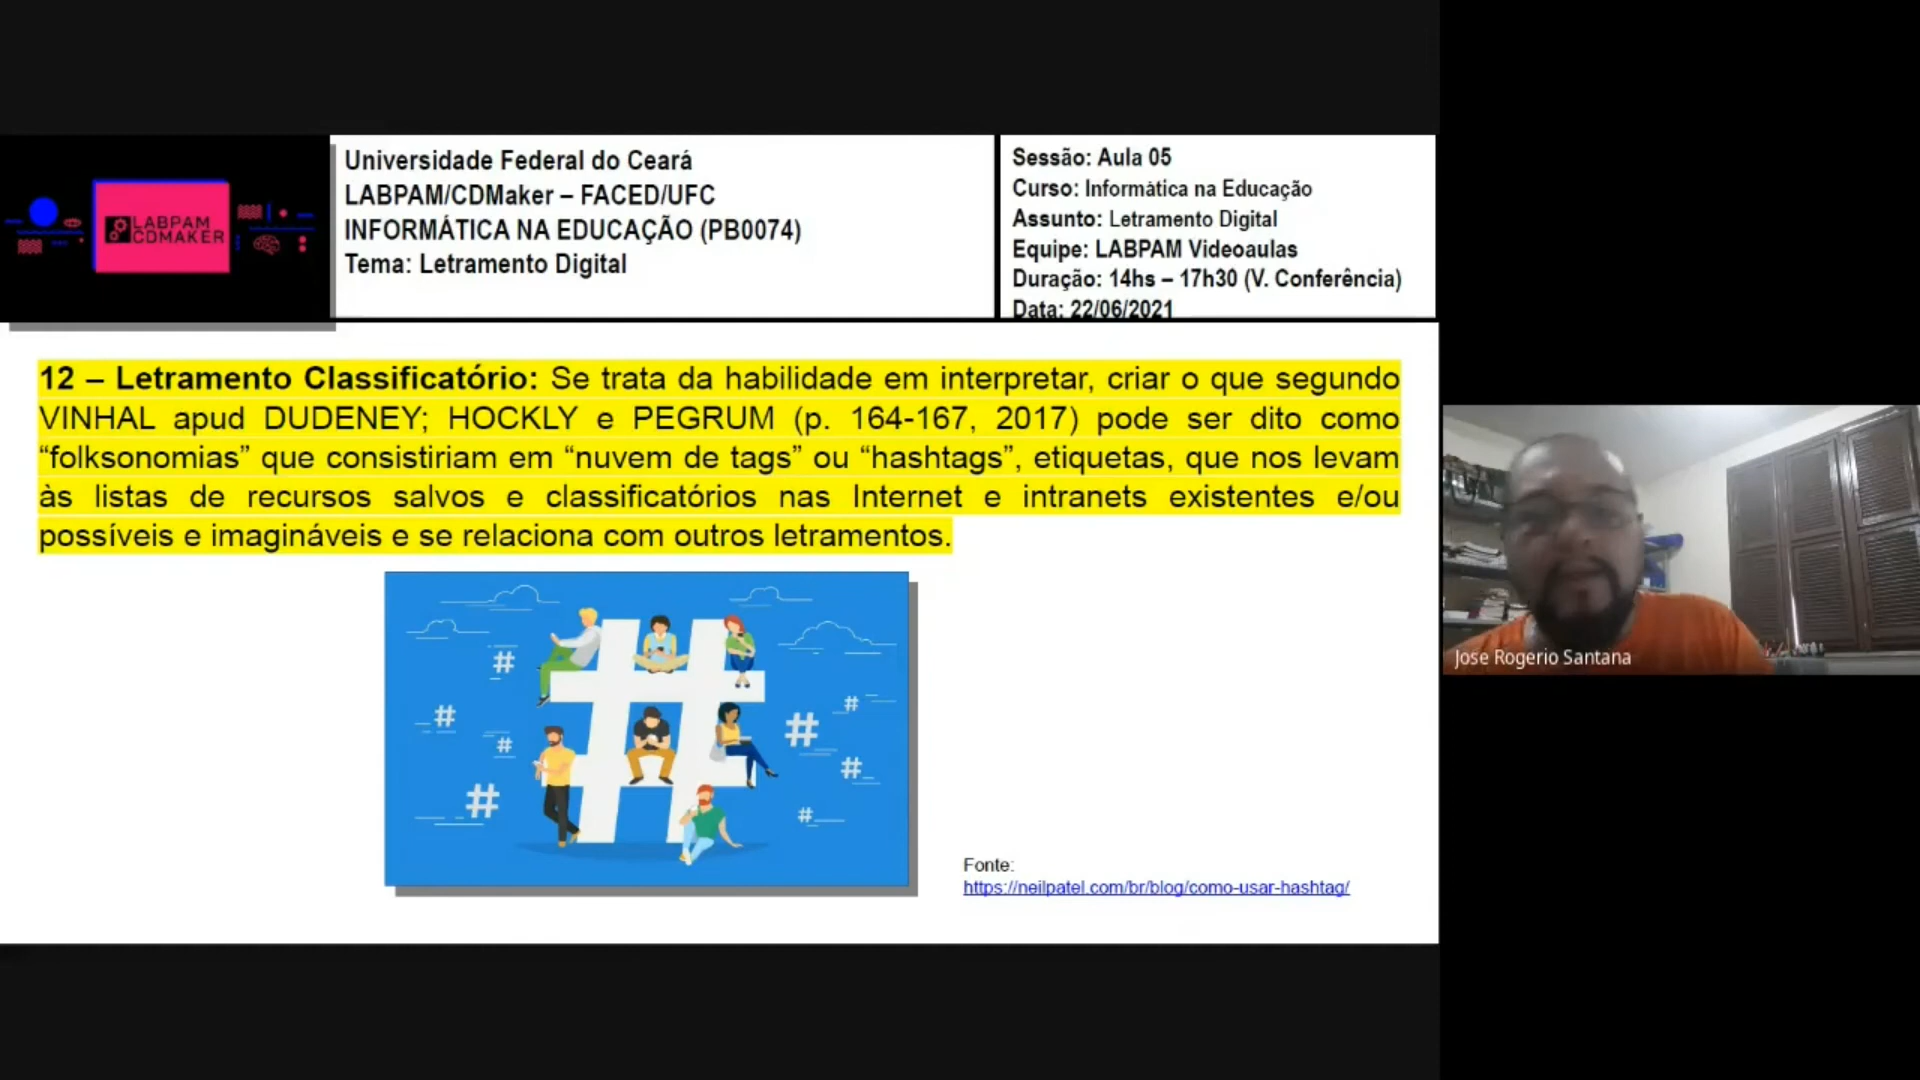 LABPAM
CDMAKER
Universidade Federal do Ceará
LABPAM/CDMaker – FACED/UFC
INFORMÁTICA NA EDUCAÇÃO (PB0074)
Tema: Letramento Digital
Sessão: Aula 05
Curso: Informàtica na Educação
Assunto: Letramento Digital
Equipe: LABPAM Videoaulas
Duração: 14hs – 17h30 (V. Conferência)
Data: 22/06/2021
12 – Letramento Classificatório: Se trata da habilidade em interpretar, criar o que segundo
VINHAL apud DUDENEY; HOCKLY e PEGRUM (p. 164-167, 2017) pode ser dito como
“folksonomias” que consistiriam em “nuvem de tags” ou “hashtags”, etiquetas, que nos levam
às listas de recursos salvos e classificatórios nas Internet e intranets existentes e/ou
possíveis e imagináveis e se relaciona com outros letramentos.
Fonte:
https://neilpatel.com/br/blog/como-usar-hashtag/
Jose Rogerio Santana